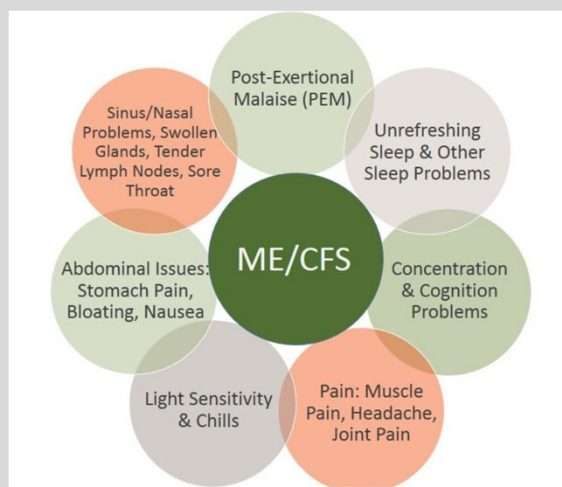 Post-Exertional
Malaise (PEM)
Unrefreshing
Sleep & Other
Sleep Problems
Concentration
& Cognition
Problems
Pain: Muscle
Pain, Headache,
Joint Pain
Light Sensitivity
& Chills
Abdominal Issues:
Stomach Pain,
Bloating, Nausea
Sinus/Nasal
Problems, Swollen
Glands, Tender
Lymph Nodes, Sore
Throat
ME/CFS